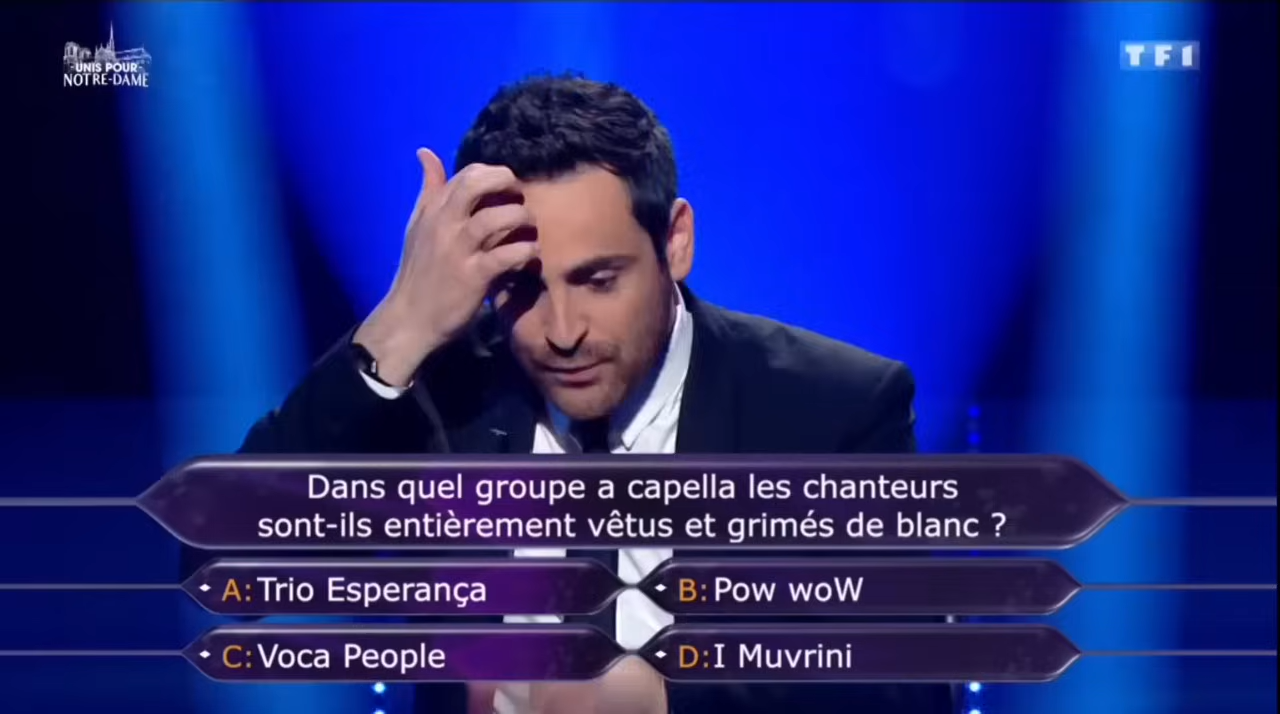 UNIS POUR
NOTRE-DAME
TF1
Dans quel groupe a capella les chanteurs
sont-ils entièrement vêtus et grimés de blanc ?
A: Trio Esperança
B: Pow woW
C: Voca People
D: I Muvrini